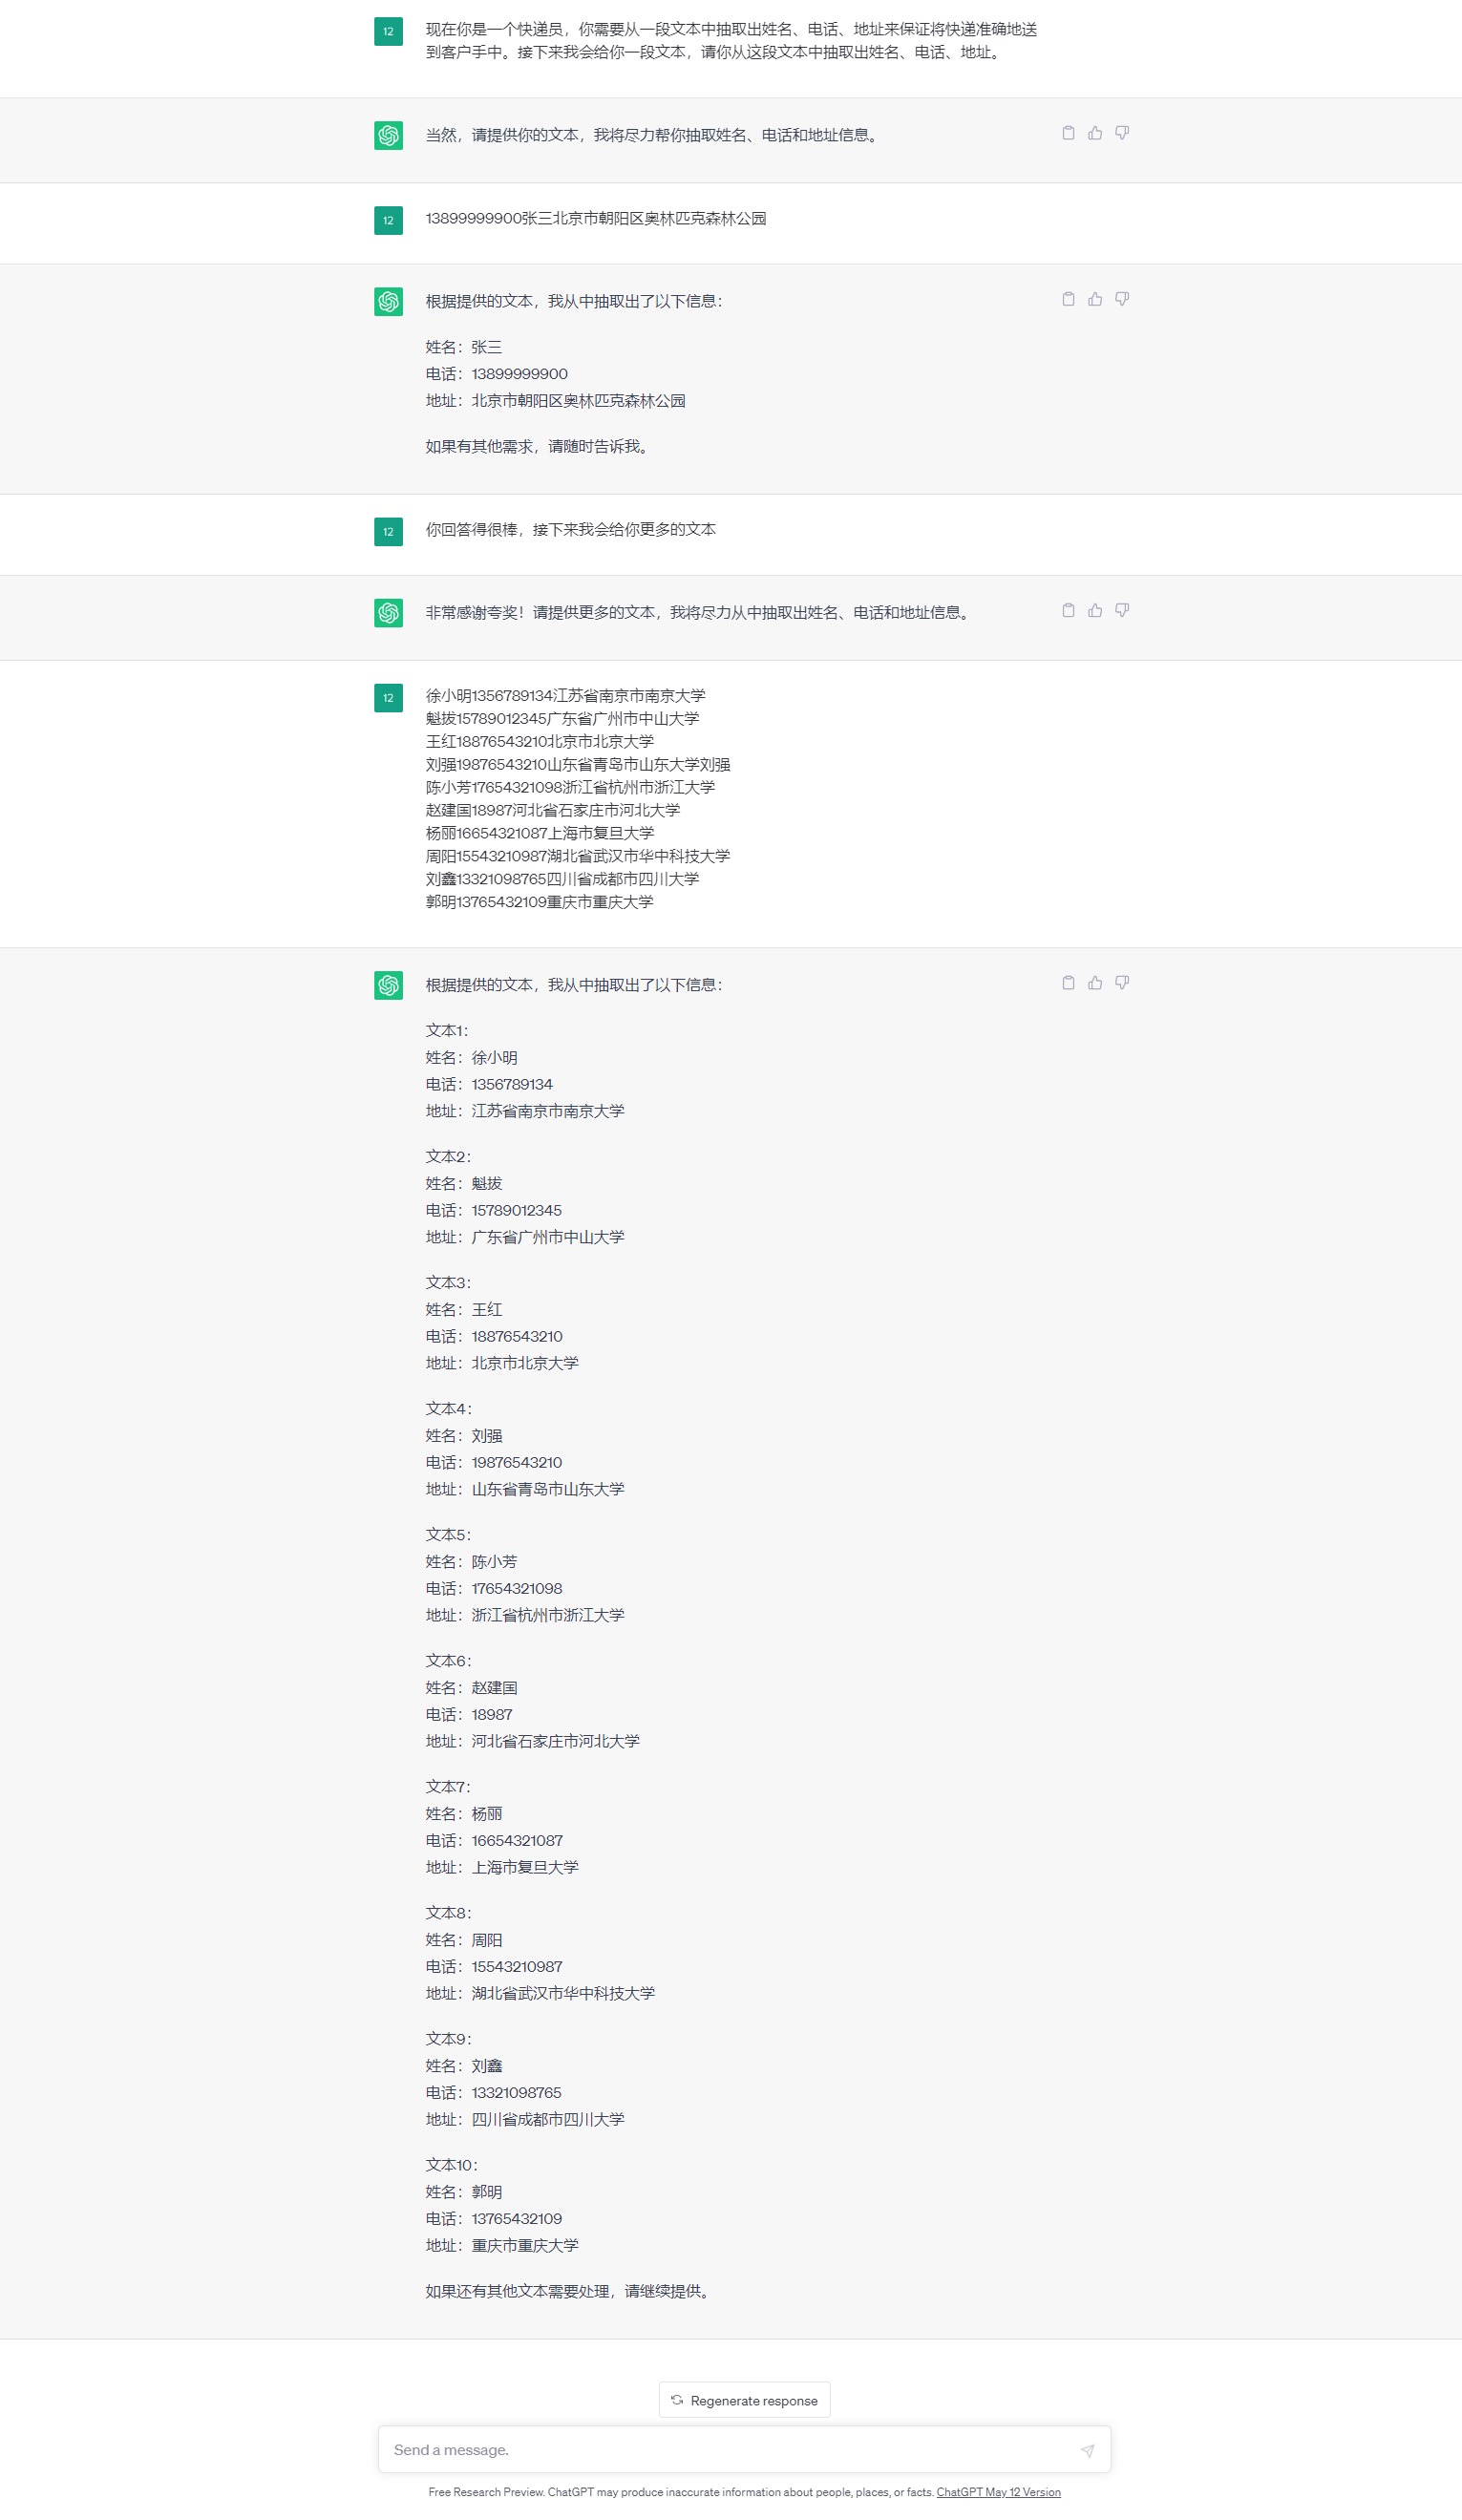 12
现在你是一个快递员，你需要从一段文本中抽取出姓名、电话、地址来保证将快递准确地送
到客户手中。接下来我会给你一段文本，请你从这段文本中抽取出姓名、电话、地址。
当然，请提供你的文本，我将尽力帮你抽取姓名、电话和地址信息。
12
13899999900张三北京市朝阳区奥林匹克森林公园
根据提供的文本，我从中抽取出了以下信息：
姓名：张三
电话：13899999900
地址：北京市朝阳区奥林匹克森林公园
如果有其他需求，请随时告诉我。
12
你回答得很棒，接下来我会给你更多的文本
非常感谢夸奖！请提供更多的文本，我将尽力从中抽取出姓名、电话和地址信息。
12
徐小明1356789134江苏省南京市南京大学
魁拔15789012345广东省广州市中山大学
王红18876543210北京市北京大学
刘强19876543210山东省青岛市山东大学刘强
陈小芳17654321098浙江省杭州市浙江大学
赵建国18987河北省石家庄市河北大学
杨丽16654321087上海市复旦大学
周阳15543210987湖北省武汉市华中科技大学
刘鑫13321098765四川省成都市四川大学
郭明13765432109重庆市重庆大学
根据提供的文本，我从中抽取出了以下信息：
文本1：
姓名：徐小明
电话：1356789134
地址：江苏省南京市南京大学
文本2：
姓名：魁拔
电话：15789012345
地址：广东省广州市中山大学
文本3：
姓名：王红
电话：18876543210
地址：北京市北京大学
文本4：
姓名：刘强
电话：19876543210
地址：山东省青岛市山东大学
文本5：
姓名：陈小芳
电话：17654321098
地址：浙江省杭州市浙江大学
文本6：
姓名：赵建国
电话：18987
地址：河北省石家庄市河北大学
文本7：
姓名：杨丽
电话：16654321087
地址：上海市复旦大学
文本8：
姓名：周阳
电话：15543210987
地址：湖北省武汉市华中科技大学
文本9：
姓名：刘鑫
电话：13321098765
地址：四川省成都市四川大学
文本10：
姓名：郭明
电话：13765432109
地址：重庆市重庆大学
如果还有其他文本需要处理，请继续提供。
Regenerate response
Send a message.
Free Research Preview. ChatGPT may produce inaccurate information about people, places, or facts. ChatGPT May 12 Version